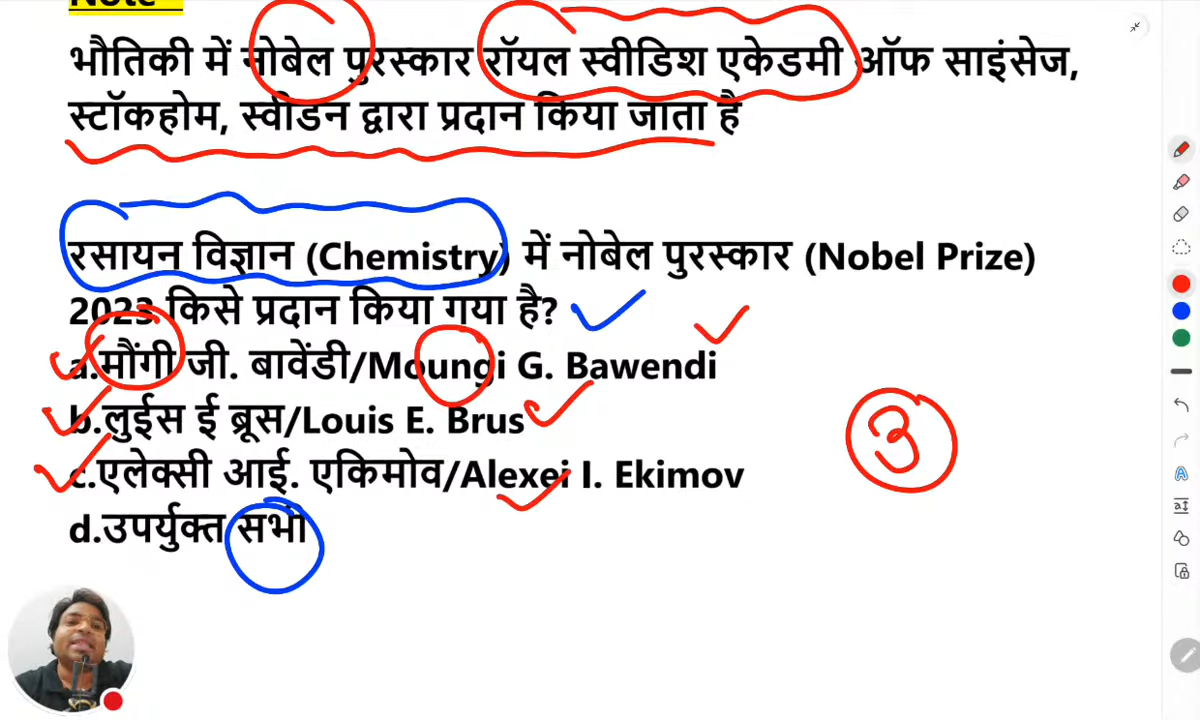 Note
भौतिकी में नोबेल पुरस्कार रॉयल स्वीडिश एकेडमी ऑफ साइंसेज,
स्टॉकहोम, स्वीडन द्वारा प्रदान किया जाता है
रसायन विज्ञान (Chemistry) में नोबेल पुरस्कार (Nobel Prize)
2023 किसे प्रदान किया गया है?
a.मौंगी जी. बावेंडी/Moungi G. Bawendi
b.लुईस ई ब्रूस/Louis E. Brus
3
c.एलेक्सी आई. एकिमोव/Alexei I. Ekimov
d.उपर्युक्त सभी